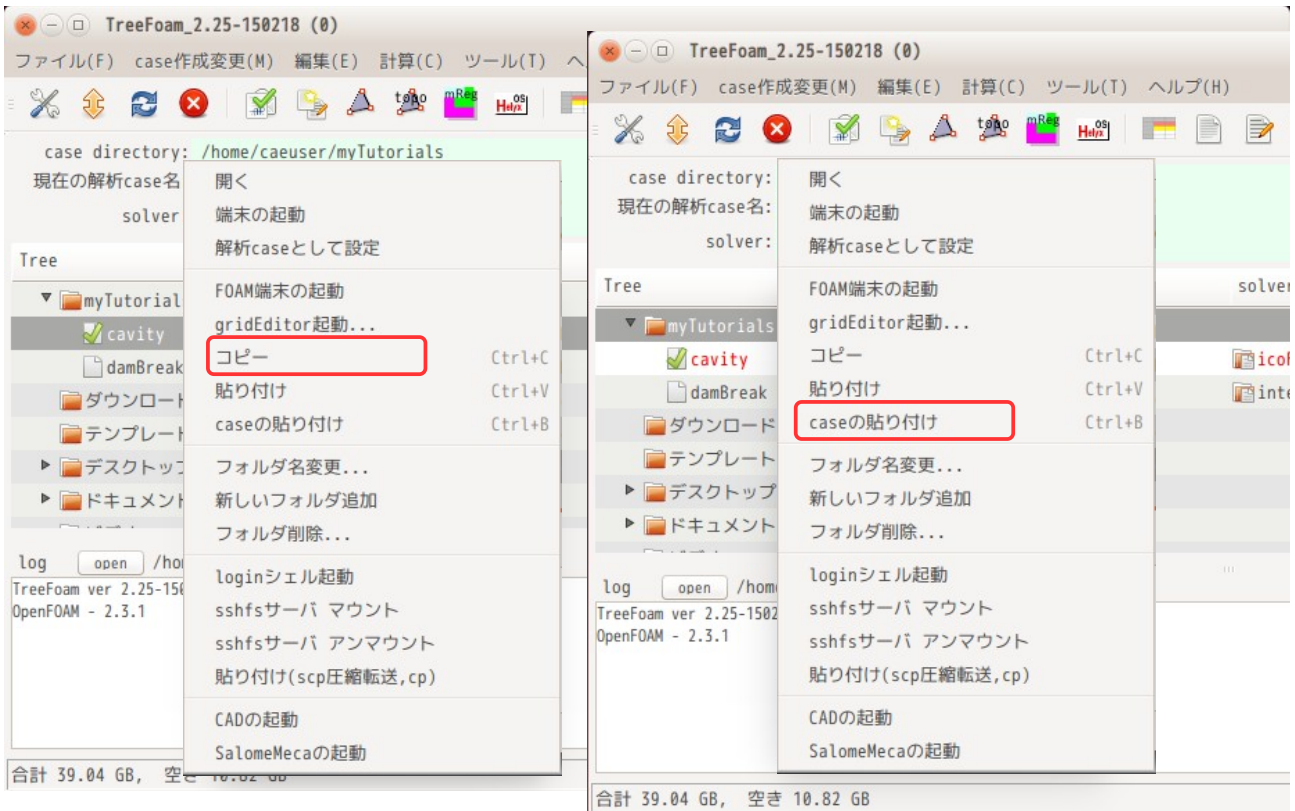 TreeFoam_2.25-150218 (0)
ファイル(F) case作成変更(M) 編集(E) 計算(C) ツール(T)
topo mReg Helyx OS
case directory: /home/caeuser/myTutorials
現在の解析case名
solver
Tree
myTutorial
cavity
damBreak
ダウンロード
テンプレート
デスクトップ
ドキュメント
log open /ho
TreeFoam ver 2.25-15
OpenFOAM - 2.3.1
合計 39.04 GB, 空き 10.82 GB
開く
端末の起動
解析caseとして設定
FOAM端末の起動
gridEditor起動...
コピー Ctrl+C
貼り付け Ctrl+V
caseの貼り付け Ctrl+B
フォルダ名変更...
新しいフォルダ追加
フォルダ削除...
loginシェル起動
sshfsサーバ マウント
sshfsサーバ アンマウント
貼り付け(scp圧縮転送,cp)
CADの起動
SalomeMecaの起動
TreeFoam_2.25-150218 (0)
ファイル(F) case作成変更(M) 編集(E) 計算(C) ツール(T) ヘルプ(H)
topo mReg Helyx OS
case directory:
現在の解析case名:
solver:
Tree solver
myTutorials
cavity icoF
damBreak inte
ダウンロード
テンプレート
デスクトップ
ドキュメント
log open /hom
TreeFoam ver 2.25-1502
OpenFOAM - 2.3.1
合計 39.04 GB, 空き 10.82 GB
開く
端末の起動
解析caseとして設定
FOAM端末の起動
gridEditor起動...
コピー Ctrl+C
貼り付け Ctrl+V
caseの貼り付け Ctrl+B
フォルダ名変更...
新しいフォルダ追加
フォルダ削除...
loginシェル起動
sshfsサーバ マウント
sshfsサーバ アンマウント
貼り付け(scp圧縮転送,cp)
CADの起動
SalomeMecaの起動